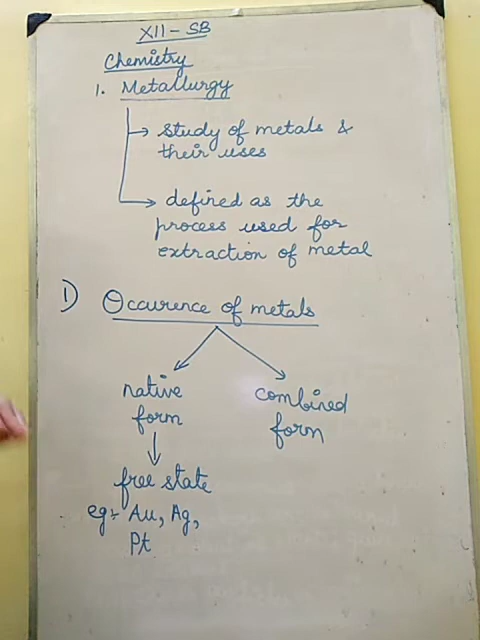 XII - SB
Chemistry
1. Metallurgy
→ study of metals &
their uses
→ defined as the
process used for
extraction of metal
1) Occurence of metals
native combined
form form
free state
eg:- Au, Ag,
Pt